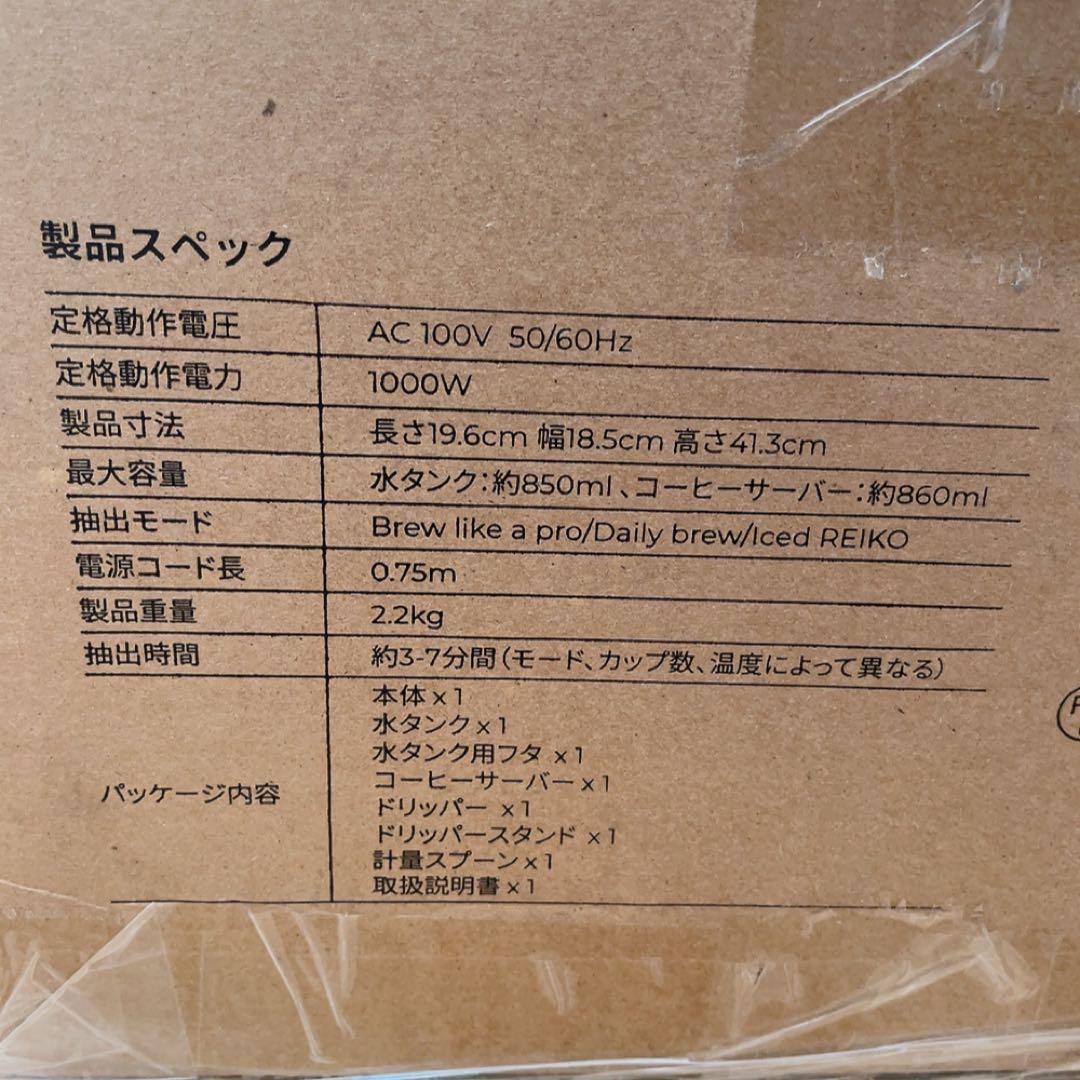 製品スペック
定格動作電圧 AC 100V 50/60Hz
定格動作電力 1000W
製品寸法 長さ19.6cm 幅18.5cm 高さ41.3cm
最大容量 水タンク:約850ml、コーヒーサーバー:約860ml
抽出モード Brew like a pro/Daily brew/Iced REIKO
電源コード長 0.75m
製品重量 2.2kg
抽出時間 約3-7分間(モード、カップ数、温度によって異なる)
パッケージ内容
本体 x 1
水タンク x 1
水タンク用フタ x 1
コーヒーサーバー x 1
ドリッパー x 1
ドリッパースタンド x 1
計量スプーン x 1
取扱説明書 x 1